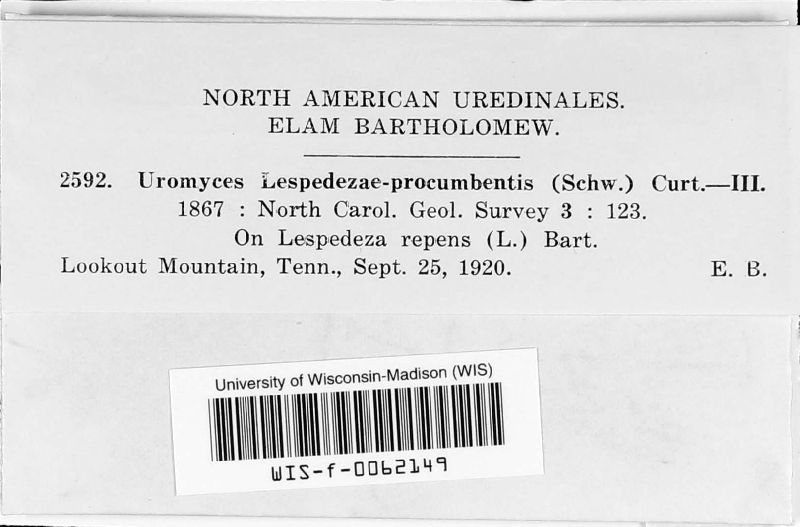 NORTH AMERICAN UREDINALES.
ELAM BARTHOLOMEW.
2592. Uromyces Lespedezae-procumbentis (Schw.) Curt.—III.
1867 : North Carol. Geol. Survey 3 : 123.
On Lespedeza repens (L.) Bart.
Lookout Mountain, Tenn., Sept. 25, 1920. E. B.
University of Wisconsin-Madison (WIS)
WIS-f-0062149